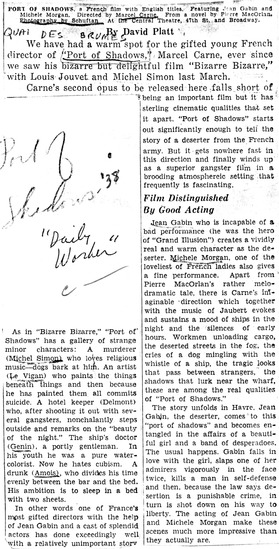 PORT OF SHADOWS, a French film with English titles. Featuring Jean Gabin and
Michele Morgan. Directed by Marcel Carne. From a novel by Pierre MacOrlan.
Photography by Schuftan. At the Theatre, 47th St. and Broadway.
QUAI DES BRUMES
By David Platt
We have had a warm spot for the gifted young French
director of "Port of Shadows," Marcel Carne, ever since
we saw his bizarre but delightful film "Bizarre Bizarre,"
with Louis Jouvet and Michel Simon last March.
Carne's second opus to be released here falls short of
being an important film but it has
sterling cinematic qualities that set
it apart. "Port of Shadows" starts
out significantly enough to tell the
story of a deserter from the French
army. But it gets nowhere fast in
this direction and finally winds up
as a superior gangster film in a
brooding atmospheric setting that
frequently is fascinating.
Port of
Shadows '38
"Daily
Worker"
As in "Bizarre Bizarre," "Port of
Shadows" has a gallery of strange
minor characters: A murderer
(Michel Simon) who loves religious
music—dogs bark at him. An artist
(Le Vigan) who paints the things
beneath things and then because
he has painted them all commits
suicide. A hotel keeper (Delmont)
who, after shooting it out with sev-
eral gangsters, nonchalantly steps
outside and remarks on the "beauty
of the night." The ship's doctor
(Genin), a portly gentleman. In
his youth he was a pure water-
colorist. Now he hates cubism. A
drunk (Aimos), who divides his time
evenly between the bar and the bed.
His ambition is to sleep in a bed
with two sheets.
In other words one of France's
most gifted directors with the help
of Jean Gabin and a cast of splendid
actors has done exceedingly well
with a relatively unimportant story
Film Distinguished
By Good Acting
Jean Gabin who is incapable of a
bad performance (he was the hero
of "Grand Illusion") creates a vividly
real and warm character as the de-
serter. Michele Morgan, one of the
loveliest of French ladies also gives
a fine performance. Apart from
Pierre MacOrlan's rather melo-
dramatic tale, there is Carne's im-
aginable direction which together
with the music of Jaubert evokes
and sustains a mood of ships in the
night and the silences of early
hours. Workmen unloading cargo,
the deserted streets in the fog, the
cries of a dog mingling with the
whistle of a ship, the tragic looks
that pass between strangers, the
shadows that lurk near the wharf,
these are among the real qualities
of "Port of Shadows."
The story unfolds in Havre. Jean
Gabin, the deserter, comes to this
"port of shadows" and becomes en-
tangled in the affairs of a beauti-
ful girl and a band of desperadoes.
The usual happens. Gabin falls in
love with the girl, slaps one of her
admirers vigorously in the face
twice, kills a man in self-defense
and then, because the law says de-
sertion is a punishable crime, in
turn is shot down on his way to
liberty. The acting of Jean Gabin
and Michele Morgan make these
scenes much more impressive than
they actually are.